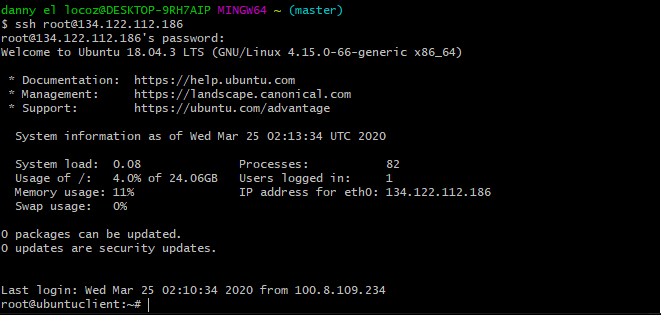 danny el locoz@DESKTOP-9RH7AIP MINGW64 ~ (master)
$ ssh root@134.122.112.186
root@134.122.112.186's password:
Welcome to Ubuntu 18.04.3 LTS (GNU/Linux 4.15.0-66-generic x86_64)

 * Documentation:  https://help.ubuntu.com
 * Management:     https://landscape.canonical.com
 * Support:        https://ubuntu.com/advantage

  System information as of Wed Mar 25 02:13:34 UTC 2020

  System load:  0.08              Processes:           82
  Usage of /:   4.0% of 24.06GB   Users logged in:     1
  Memory usage: 11%               IP address for eth0: 134.122.112.186
  Swap usage:   0%

0 packages can be updated.
0 updates are security updates.


Last login: Wed Mar 25 02:10:34 2020 from 100.8.109.234
root@ubuntuclient:~#